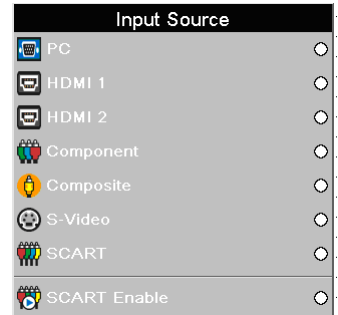 Input Source
PC
HDMI 1
HDMI 2
Component
Composite
S-Video
SCART
SCART Enable